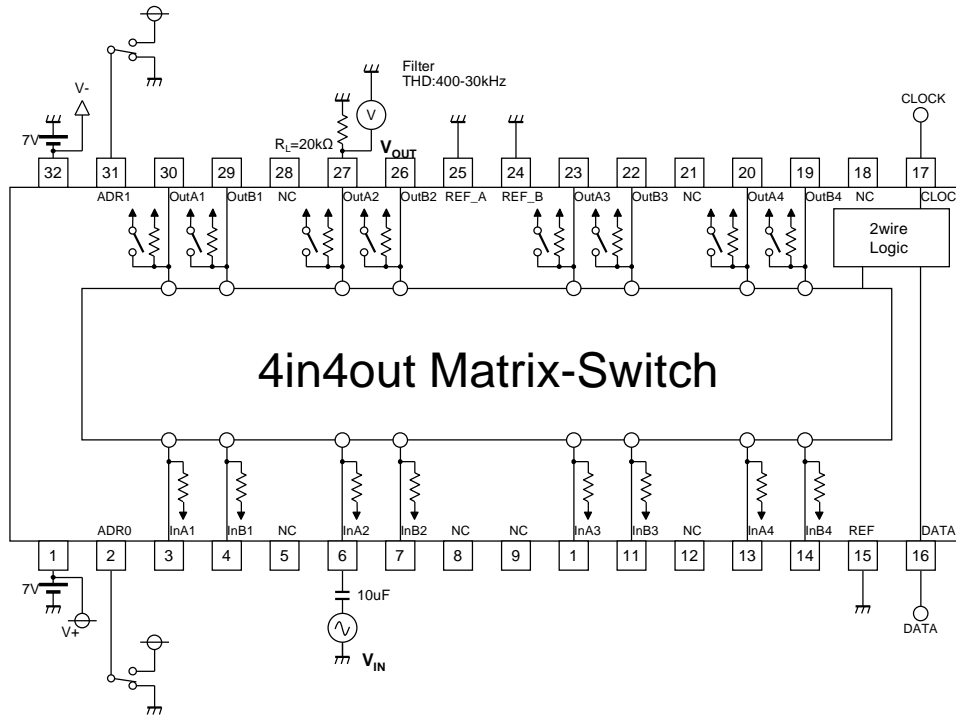 V-
Filter
THD:400-30kHz
V
CLOCK
7V
RL=20kΩ
VOUT
32 31 30 29 28 27 26 25 24 23 22 21 20 19 18 17
ADR1 OutA1 OutB1 NC OutA2 OutB2 REF_A REF_B OutA3 OutB3 NC OutA4 OutB4 NC CLOC
2wire
Logic
4in4out Matrix-Switch
ADR0 InA1 InB1 NC InA2 InB2 NC NC InA3 InB3 NC InA4 InB4 REF DATA
1 2 3 4 5 6 7 8 9 1 11 12 13 14 15 16
7V
10uF
V+
DATA
VIN